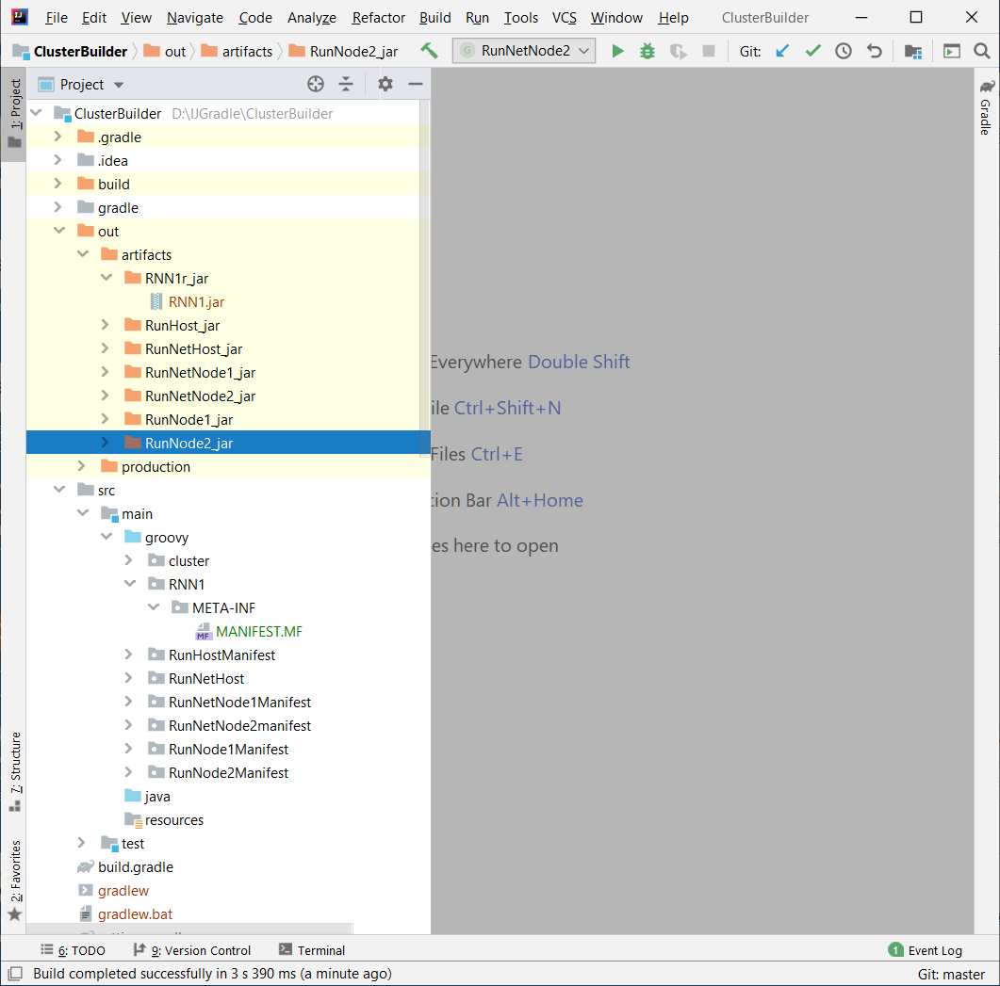 File Edit View Navigate Code Analyze Refactor Build Run Tools VCS Window Help ClusterBuilder
ClusterBuilder out artifacts RunNode2_jar RunNetNode2 Git:
1: Project
Project
ClusterBuilder D:\IJGradle\ClusterBuilder
.gradle
.idea
build
gradle
out
artifacts
RNN1r_jar
RNN1.jar
RunHost_jar
RunNetHost_jar
RunNetNode1_jar
RunNetNode2_jar
RunNode1_jar
RunNode2_jar
production
src
main
groovy
cluster
RNN1
META-INF
MANIFEST.MF
RunHostManifest
RunNetHost
RunNetNode1Manifest
RunNetNode2manifest
RunNode1Manifest
RunNode2Manifest
java
resources
test
build.gradle
gradlew
gradlew.bat
Everywhere Double Shift
ile Ctrl+Shift+N
Files Ctrl+E
tion Bar Alt+Home
es here to open
Gradle
7: Structure
2: Favorites
6: TODO 9: Version Control Terminal 1 Event Log
Build completed successfully in 3 s 390 ms (a minute ago) Git: master